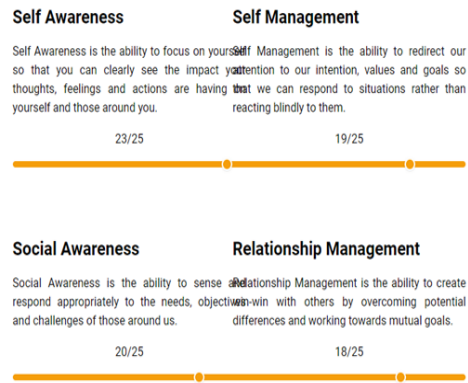 Self Awareness
Self Awareness is the ability to focus on yourself
so that you can clearly see the impact your
thoughts, feelings and actions are having on
yourself and those around you.
23/25
Self Management
Self Management is the ability to redirect our
attention to our intention, values and goals so
that we can respond to situations rather than
reacting blindly to them.
19/25
Social Awareness
Social Awareness is the ability to sense and
respond appropriately to the needs, objectives
and challenges of those around us.
20/25
Relationship Management
Relationship Management is the ability to create
win-win with others by overcoming potential
differences and working towards mutual goals.
18/25